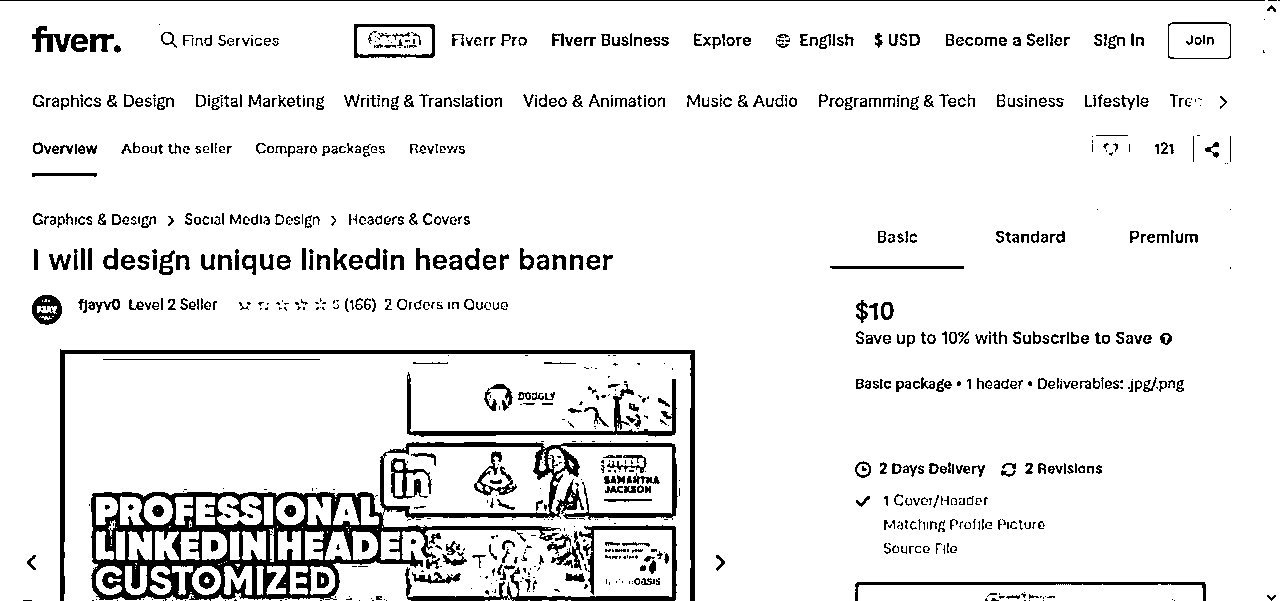 fiverr.
Find Services
Search
Fiverr Pro
Fiverr Business
Explore
English
$ USD
Become a Seller
Sign In
Join
Graphics & Design
Digital Marketing
Writing & Translation
Video & Animation
Music & Audio
Programming & Tech
Business
Lifestyle
Overview
About the seller
Compare packages
Reviews
121
Graphics & Design > Social Media Design > Headers & Covers
I will design unique linkedin header banner
fjayv0 Level 2 Seller 5 (166) 2 Orders in Queue
DOUGLY
in
SAMANTHA
JACKSON
PROFESSIONAL
LINKEDIN HEADER
CUSTOMIZED
Basic
Standard
Premium
$10
Save up to 10% with Subscribe to Save
Basic package • 1 header • Deliverables: .jpg/.png
2 Days Delivery
2 Revisions
1 Cover/Header
Matching Profile Picture
Source File